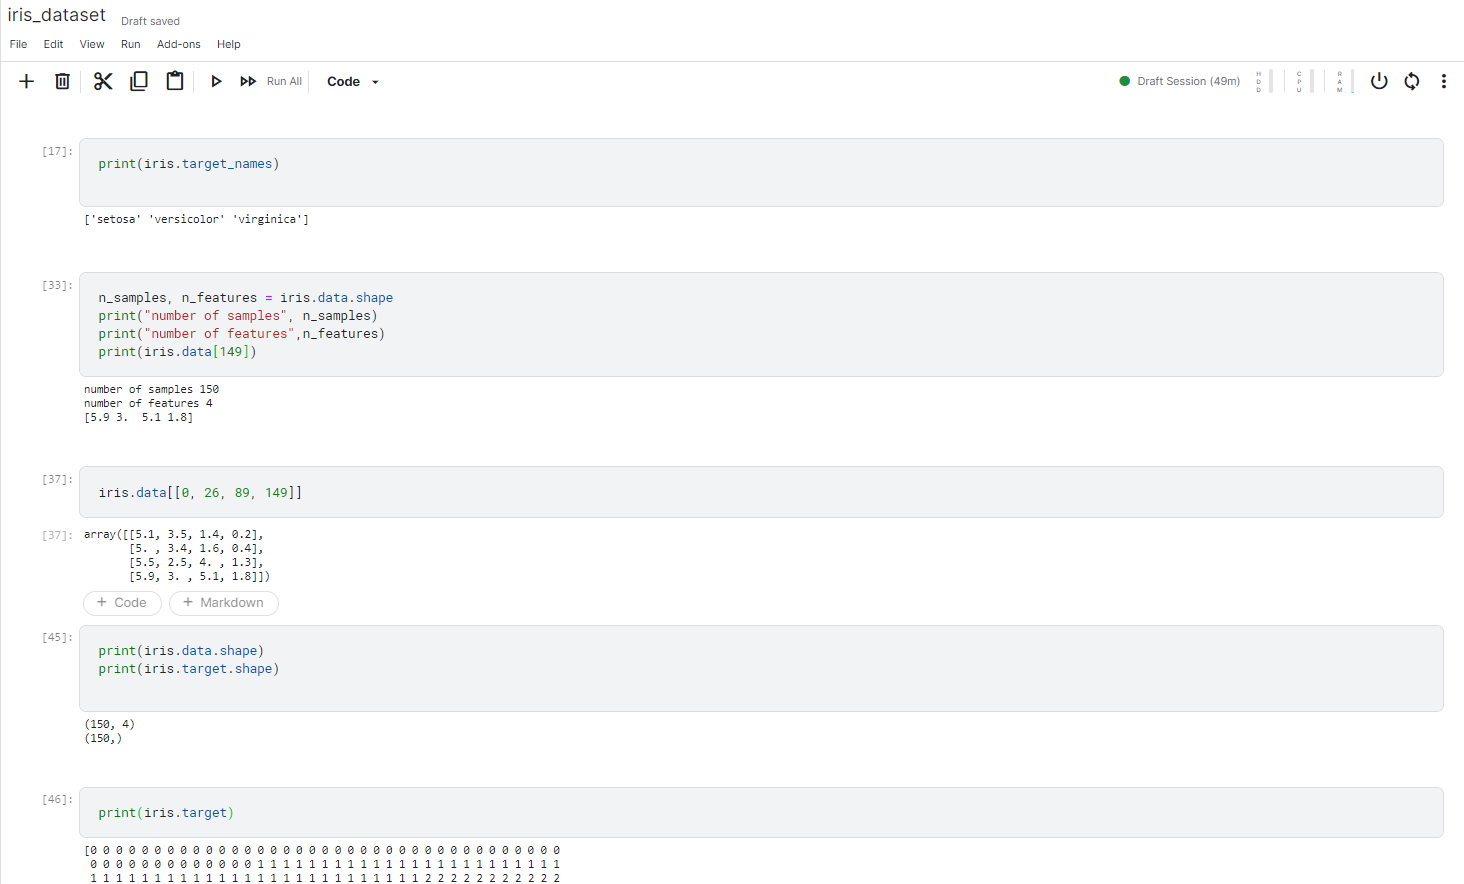 iris_dataset Draft saved
File Edit View Run Add-ons Help
Run All Code Draft Session (49m) HDD CPU RAM
[17]: print(iris.target_names)
['setosa' 'versicolor' 'virginica']
[33]: n_samples, n_features = iris.data.shape
print("number of samples", n_samples)
print("number of features",n_features)
print(iris.data[149])
number of samples 150
number of features 4
[5.9 3.  5.1 1.8]
[37]: iris.data[[0, 26, 89, 149]]
[37]: array([[5.1, 3.5, 1.4, 0.2],
[5. , 3.4, 1.6, 0.4],
[5.5, 2.5, 4. , 1.3],
[5.9, 3. , 5.1, 1.8]])
+ Code + Markdown
[45]: print(iris.data.shape)
print(iris.target.shape)
(150, 4)
(150,)
[46]: print(iris.target)
[0 0 0 0 0 0 0 0 0 0 0 0 0 0 0 0 0 0 0 0 0 0 0 0 0 0 0 0 0 0 0 0 0 0 0 0 0
0 0 0 0 0 0 0 0 0 0 0 0 0 1 1 1 1 1 1 1 1 1 1 1 1 1 1 1 1 1 1 1 1 1 1 1 1
1 1 1 1 1 1 1 1 1 1 1 1 1 1 1 1 1 1 1 1 1 1 1 1 1 1 2 2 2 2 2 2 2 2 2 2 2